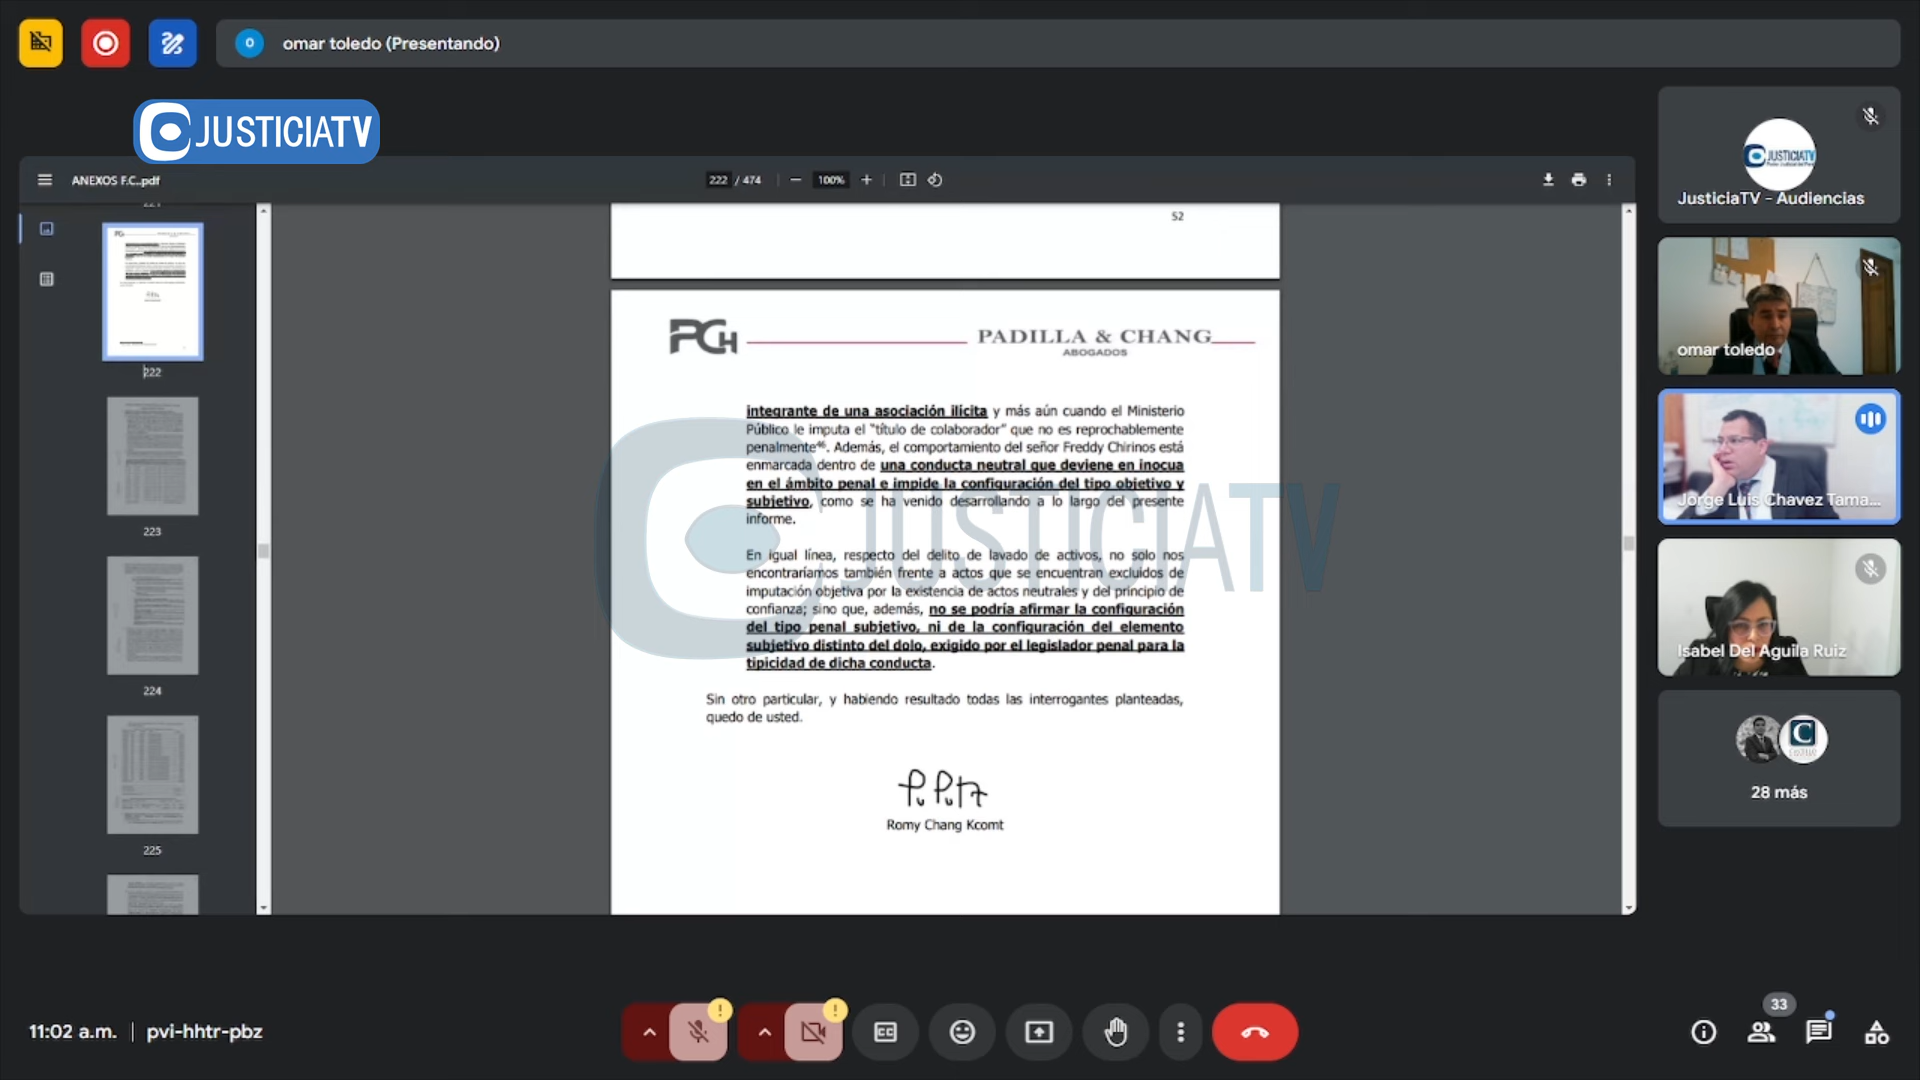 omar toledo (Presentando)
JUSTICIATV
ANEXOS F.C..pdf
222 / 474
100%
52
PCH
PADILLA & CHANG
ABOGADOS
integrante de una asociación ilícita y más aún cuando el Ministerio
Público le imputa el "título de colaborador" que no es reprochablemente
penalmente⁴⁶. Además, el comportamiento del señor Freddy Chirinos está
enmarcada dentro de una conducta neutral que deviene en inocua
en el ámbito penal e impide la configuración del tipo objetivo y
subjetivo, como se ha venido desarrollando a lo largo del presente
informe.
En igual línea, respecto del delito de lavado de activos, no solo nos
encontraríamos también frente a actos que se encuentran excluidos de
imputación objetiva por la existencia de actos neutrales y del principio de
confianza; sino que, además, no se podría afirmar la configuración
del tipo penal subjetivo, ni de la configuración del elemento
subjetivo distinto del dolo, exigido por el legislador penal para la
tipicidad de dicha conducta.
Sin otro particular, y habiendo resultado todas las interrogantes planteadas,
quedo de usted.
Romy Chang Kcomt
JUSTICIATV
222
223
224
225
JUSTICIATV
JusticiaTV - Audiencias
omar toledo
Jorge Luis Chavez Tama...
Isabel Del Aguila Ruiz
28 más
11:02 a.m.
pvi-hhtr-pbz
33